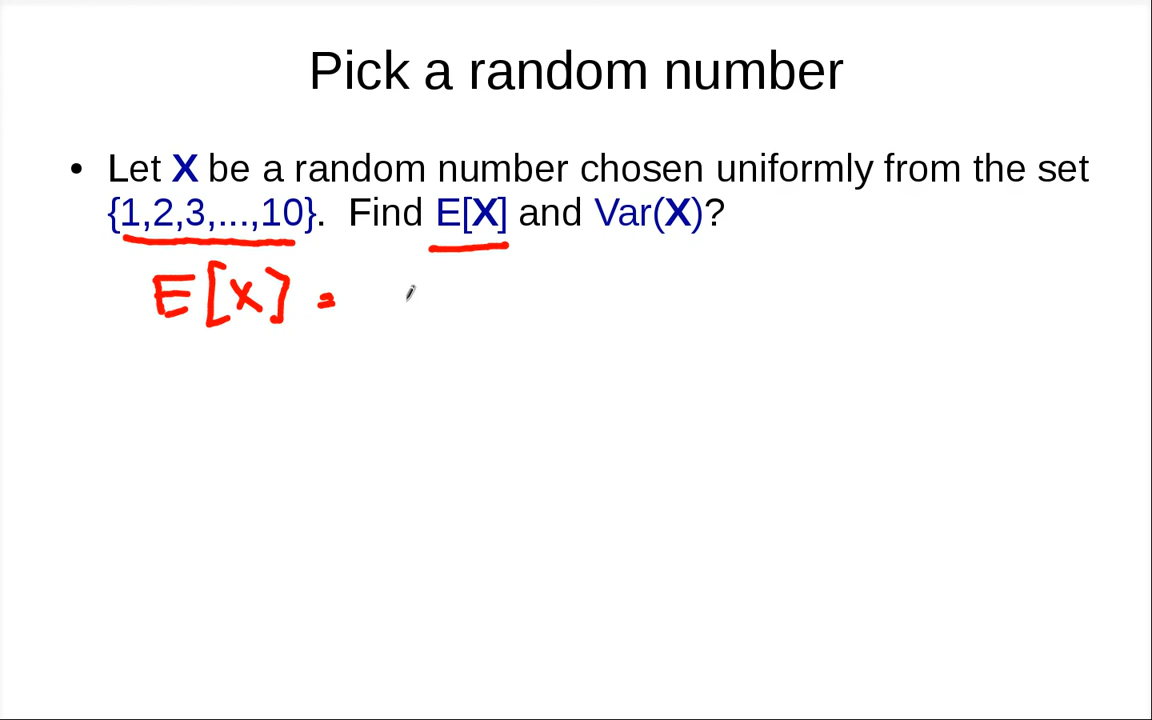 Pick a random number
• Let X be a random number chosen uniformly from the set
{1,2,3,...,10}. Find E[X] and Var(X)?
E[X] =